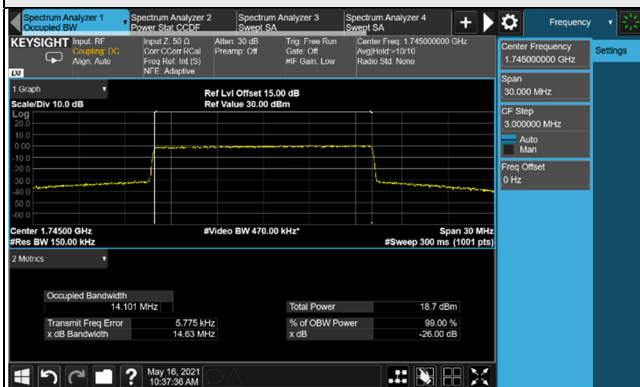 Spectrum Analyzer 1
Occupied BW
Spectrum Analyzer 2
Power Stat CCDF
Spectrum Analyzer 3
Swept SA
Spectrum Analyzer 4
Swept SA
Frequency
KEYSIGHT
Input: RF
Coupling: DC
Align: Auto
Input Z: 50 Ω
Corr CCorr RCal
Freq Ref: Int (S)
NFE: Adaptive
Atten: 30 dB
Preamp: Off
Trig: Free Run
Gate: Off
#IF Gain: Low
Center Freq: 1.745000000 GHz
Avg|Hold:>10/10
Radio Std: None
LXI
Center Frequency
1.745000000 GHz
Settings
Span
30.000 MHz
CF Step
3.000000 MHz
Auto
Man
Freq Offset
0 Hz
1 Graph
Scale/Div 10.0 dB
Ref Lvl Offset 15.00 dB
Ref Value 30.00 dBm
Log
20.0
10.0
0.00
-10.0
-20.0
-30.0
-40.0
-50.0
-60.0
Center 1.74500 GHz
#Res BW 150.00 kHz
#Video BW 470.00 kHz*
Span 30 MHz
#Sweep 300 ms (1001 pts)
2 Metrics
Occupied Bandwidth
14.101 MHz
Total Power 18.7 dBm
Transmit Freq Error 5.775 kHz
% of OBW Power 99.00 %
x dB Bandwidth 14.63 MHz
x dB -26.00 dB
May 16, 2021
10:37:36 AM